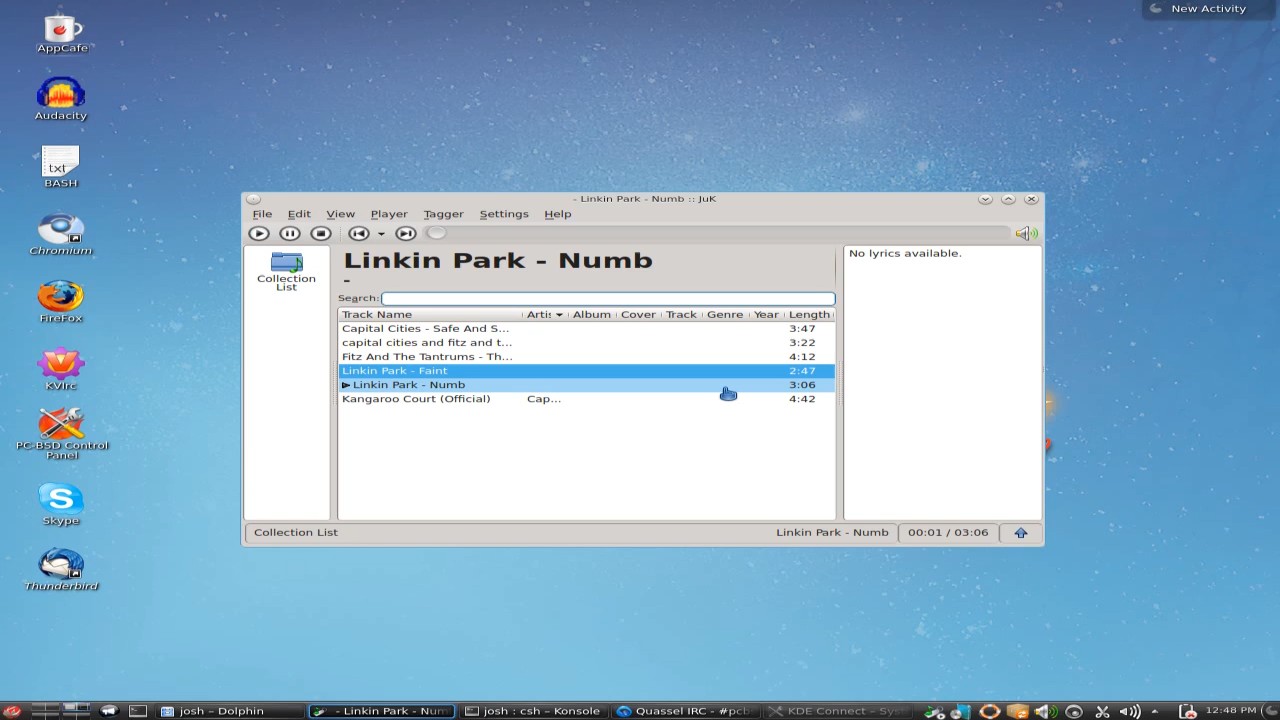 New Activity
AppCafe
Audacity
txt
BASH
Chromium
FireFox
KVIrc
PC-BSD Control
Panel
Skype
Thunderbird
- Linkin Park - Numb :: JuK
File Edit View Player Tagger Settings Help
Collection
List
Linkin Park - Numb
-
Search:
Track Name Artis Album Cover Track Genre Year Length
Capital Cities - Safe And S... 3:47
capital cities and fitz and t... 3:22
Fitz And The Tantrums - Th... 4:12
Linkin Park - Faint 2:47
Linkin Park - Numb 3:06
Kangaroo Court (Official) Cap... 4:42
No lyrics available.
Collection List Linkin Park - Numb 00:01 / 03:06
josh – Dolphin - Linkin Park - Num josh : csh – Konsole Quassel IRC – #pcb KDE Connect – Sys 12:48 PM